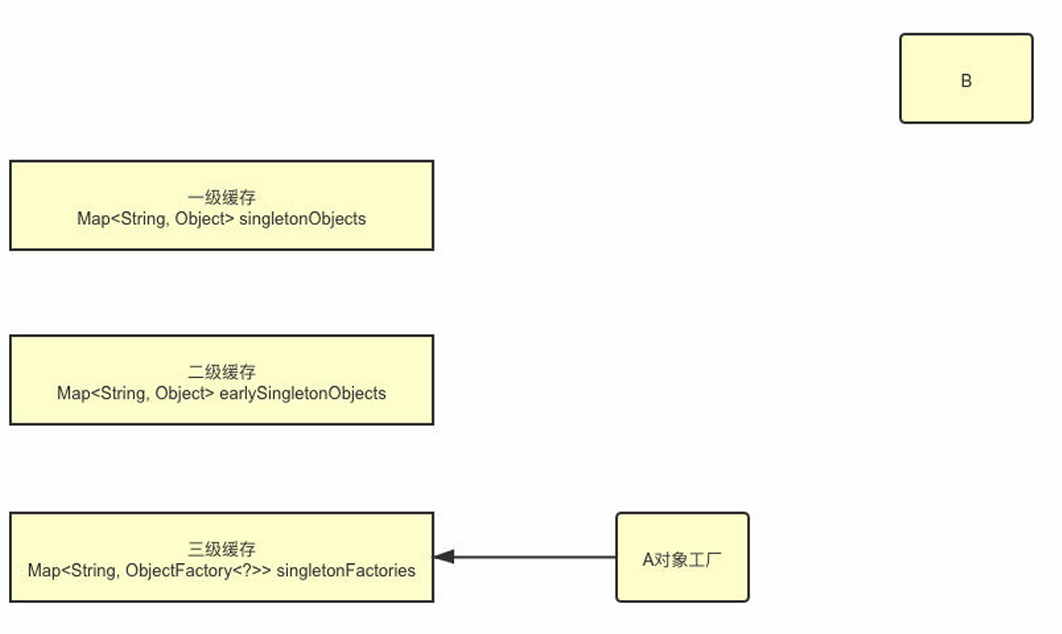 B
一级缓存
Map<String, Object> singletonObjects
二级缓存
Map<String, Object> earlySingletonObjects
三级缓存
Map<String, ObjectFactory<?>> singletonFactories
A对象工厂